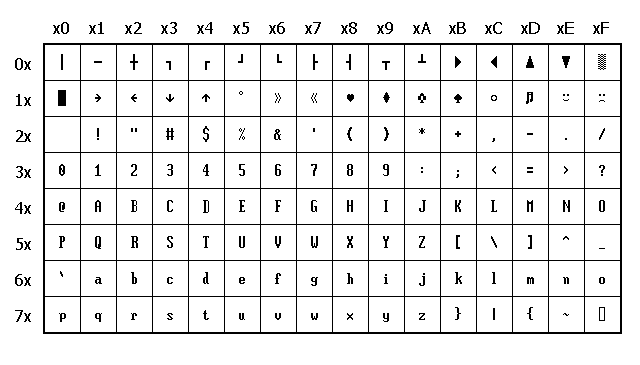 x0 x1 x2 x3 x4 x5 x6 x7 x8 x9 xA xB xC xD xE xF
0x │ ─ ┼ ┐ ┌ ┘ └ ├ ┤ ┬ ┴ ▶ ◀ ▲ ▼ ▒
1x █ → ← ↓ ↑ ° » « ♥ ♦ ♣ ♠ ○ ♬ ☺ ☹
2x ! " # $ % & ' ( ) * + , - . /
3x 0 1 2 3 4 5 6 7 8 9 : ; < = > ?
4x @ A B C D E F G H I J K L M N O
5x P Q R S T U V W X Y Z [ \ ] ^ _
6x ` a b c d e f g h i j k l m n o
7x p q r s t u v w x y z } | { ~ ▯